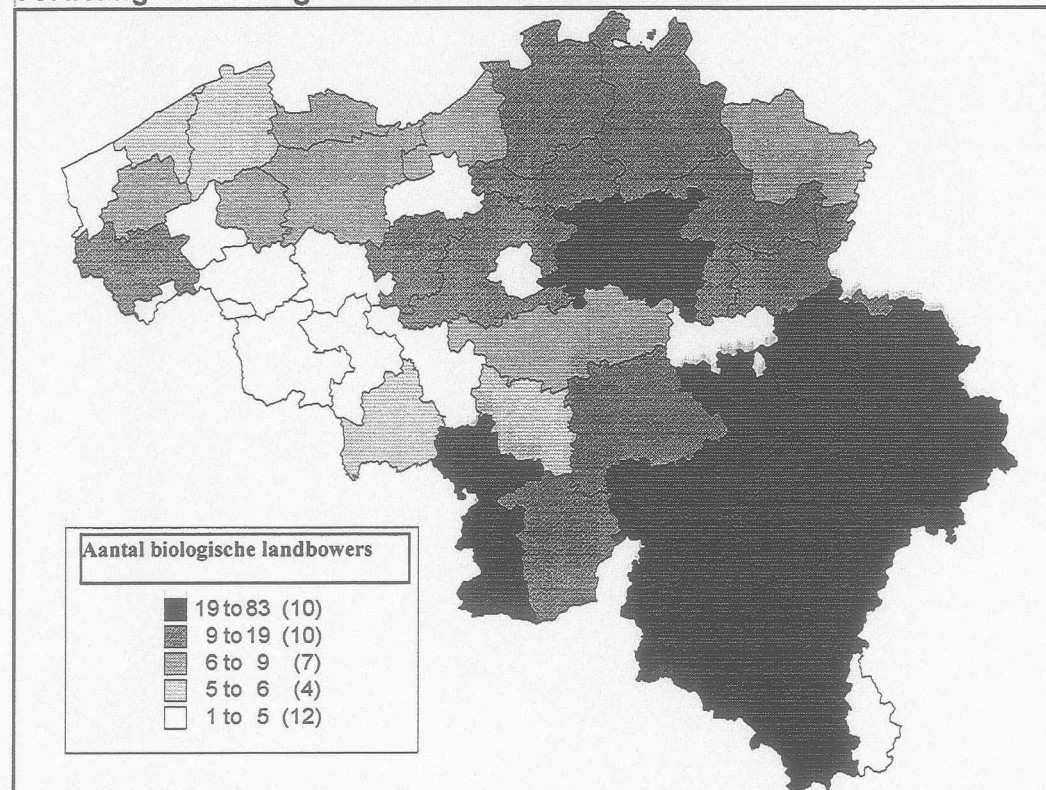 Aantal biologische landbowers
19 to 83 (10)
9 to 19 (10)
6 to 9 (7)
5 to 6 (4)
1 to 5 (12)